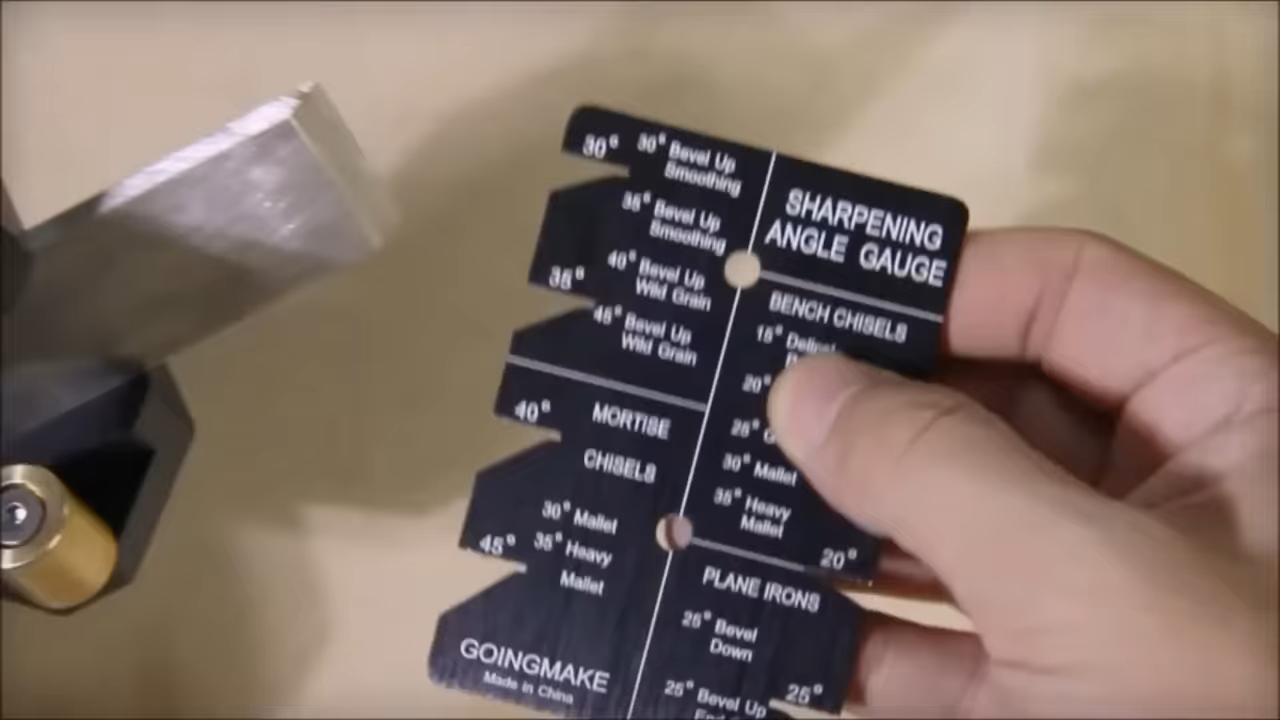 30° 30° Bevel Up
Smoothing
35° Bevel Up
Smoothing
40° Bevel Up
35° Wild Grain
45° Bevel Up
Wild Grain
40° MORTISE
CHISELS
30° Mallet
45° 35° Heavy
Mallet
GOINGMAKE
Made in China
SHARPENING
ANGLE GAUGE
BENCH CHISELS
15°
20°
25°
30° Mallet
35° Heavy
Mallet
20°
PLANE IRONS
25° Bevel
Down
25° Bevel Up 25°